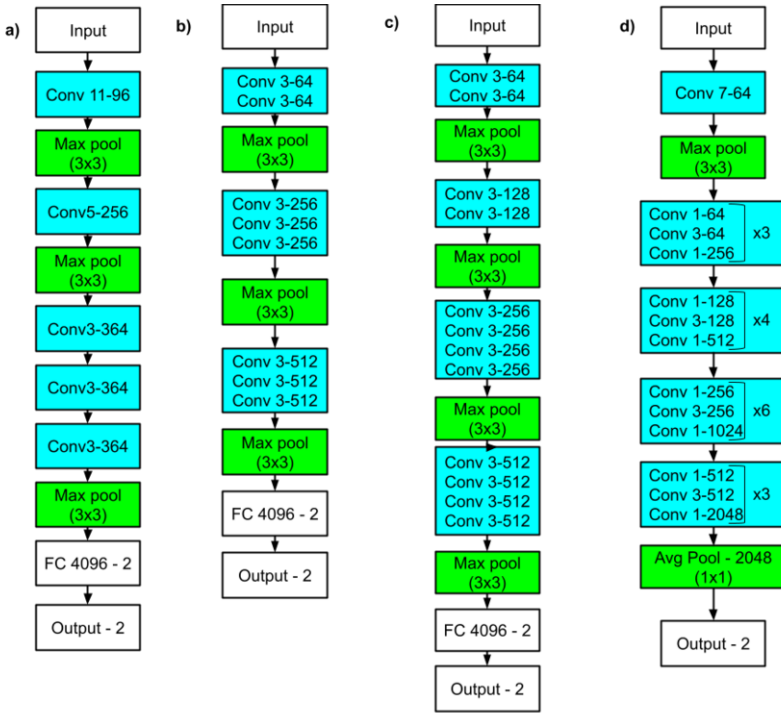 a)
Input
Conv 11-96
Max pool
(3x3)
Conv5-256
Max pool
(3x3)
Conv3-364
Conv3-364
Conv3-364
Max pool
(3x3)
FC 4096 - 2
Output - 2
b)
Input
Conv 3-64
Conv 3-64
Max pool
(3x3)
Conv 3-256
Conv 3-256
Conv 3-256
Max pool
(3x3)
Conv 3-512
Conv 3-512
Conv 3-512
Max pool
(3x3)
FC 4096 - 2
Output - 2
c)
Input
Conv 3-64
Conv 3-64
Max pool
(3x3)
Conv 3-128
Conv 3-128
Max pool
(3x3)
Conv 3-256
Conv 3-256
Conv 3-256
Conv 3-256
Max pool
(3x3)
Conv 3-512
Conv 3-512
Conv 3-512
Conv 3-512
Max pool
(3x3)
FC 4096 - 2
Output - 2
d)
Input
Conv 7-64
Max pool
(3x3)
Conv 1-64
Conv 3-64
Conv 1-256
x3
Conv 1-128
Conv 3-128
Conv 1-512
x4
Conv 1-256
Conv 3-256
Conv 1-1024
x6
Conv 1-512
Conv 3-512
Conv 1-2048
x3
Avg Pool - 2048
(1x1)
Output - 2